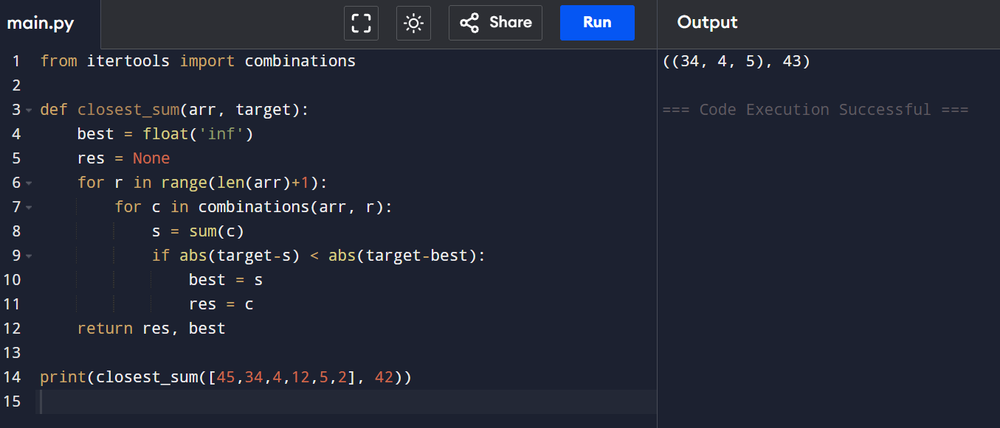 main.py
Share
Run
Output
1 from itertools import combinations
2
3 def closest_sum(arr, target):
4     best = float('inf')
5     res = None
6     for r in range(len(arr)+1):
7         for c in combinations(arr, r):
8             s = sum(c)
9             if abs(target-s) < abs(target-best):
10                 best = s
11                 res = c
12     return res, best
13
14 print(closest_sum([45,34,4,12,5,2], 42))
15
((34, 4, 5), 43)
=== Code Execution Successful ===